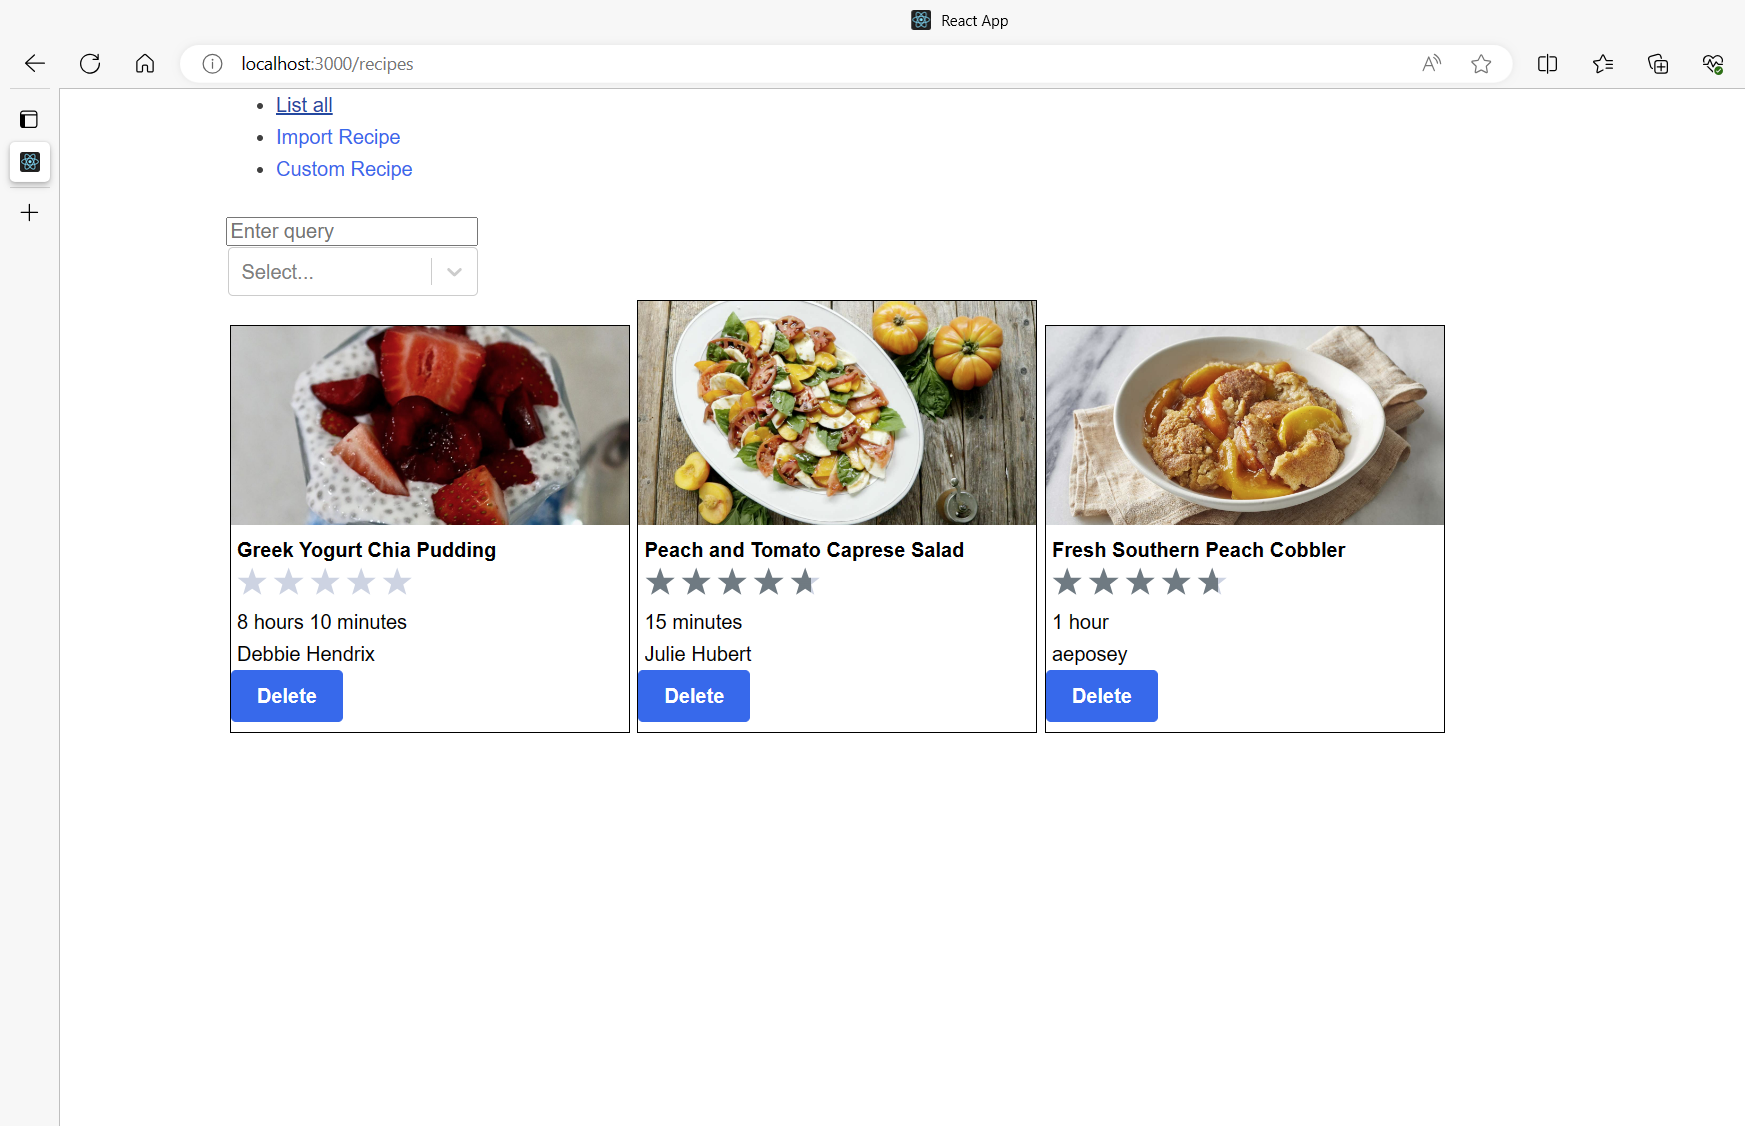 React App
localhost:3000/recipes
List all
Import Recipe
Custom Recipe
Enter query
Select...
Greek Yogurt Chia Pudding
8 hours 10 minutes
Debbie Hendrix
Delete
Peach and Tomato Caprese Salad
15 minutes
Julie Hubert
Delete
Fresh Southern Peach Cobbler
1 hour
aeposey
Delete